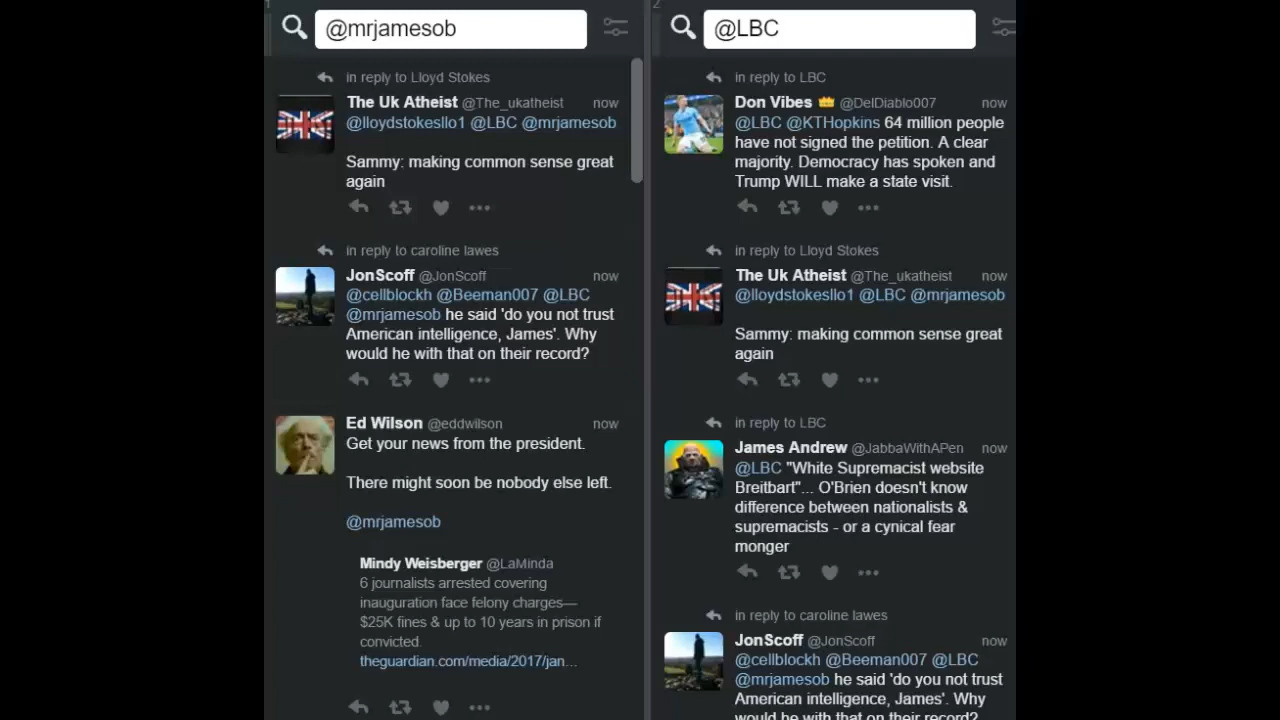 1
@mrjamesob
in reply to Lloyd Stokes
The Uk Atheist @The_ukatheist now
@lloydstokesllo1 @LBC @mrjamesob
Sammy: making common sense great
again
in reply to caroline lawes
JonScoff @JonScoff now
@cellblockh @Beeman007 @LBC
@mrjamesob he said 'do you not trust
American intelligence, James'. Why
would he with that on their record?
Ed Wilson @eddwilson now
Get your news from the president.
There might soon be nobody else left.
@mrjamesob
Mindy Weisberger @LaMinda
6 journalists arrested covering
inauguration face felony charges—
$25K fines & up to 10 years in prison if
convicted.
theguardian.com/media/2017/jan...
2
@LBC
in reply to LBC
Don Vibes 👑 @DelDiablo007 now
@LBC @KTHopkins 64 million people
have not signed the petition. A clear
majority. Democracy has spoken and
Trump WILL make a state visit.
in reply to Lloyd Stokes
The Uk Atheist @The_ukatheist now
@lloydstokesllo1 @LBC @mrjamesob
Sammy: making common sense great
again
in reply to LBC
James Andrew @JabbaWithAPen now
@LBC "White Supremacist website
Breitbart"... O'Brien doesn't know
difference between nationalists &
supremacists - or a cynical fear
monger
in reply to caroline lawes
JonScoff @JonScoff now
@cellblockh @Beeman007 @LBC
@mrjamesob he said 'do you not trust
American intelligence, James'. Why
would he with that on their record?